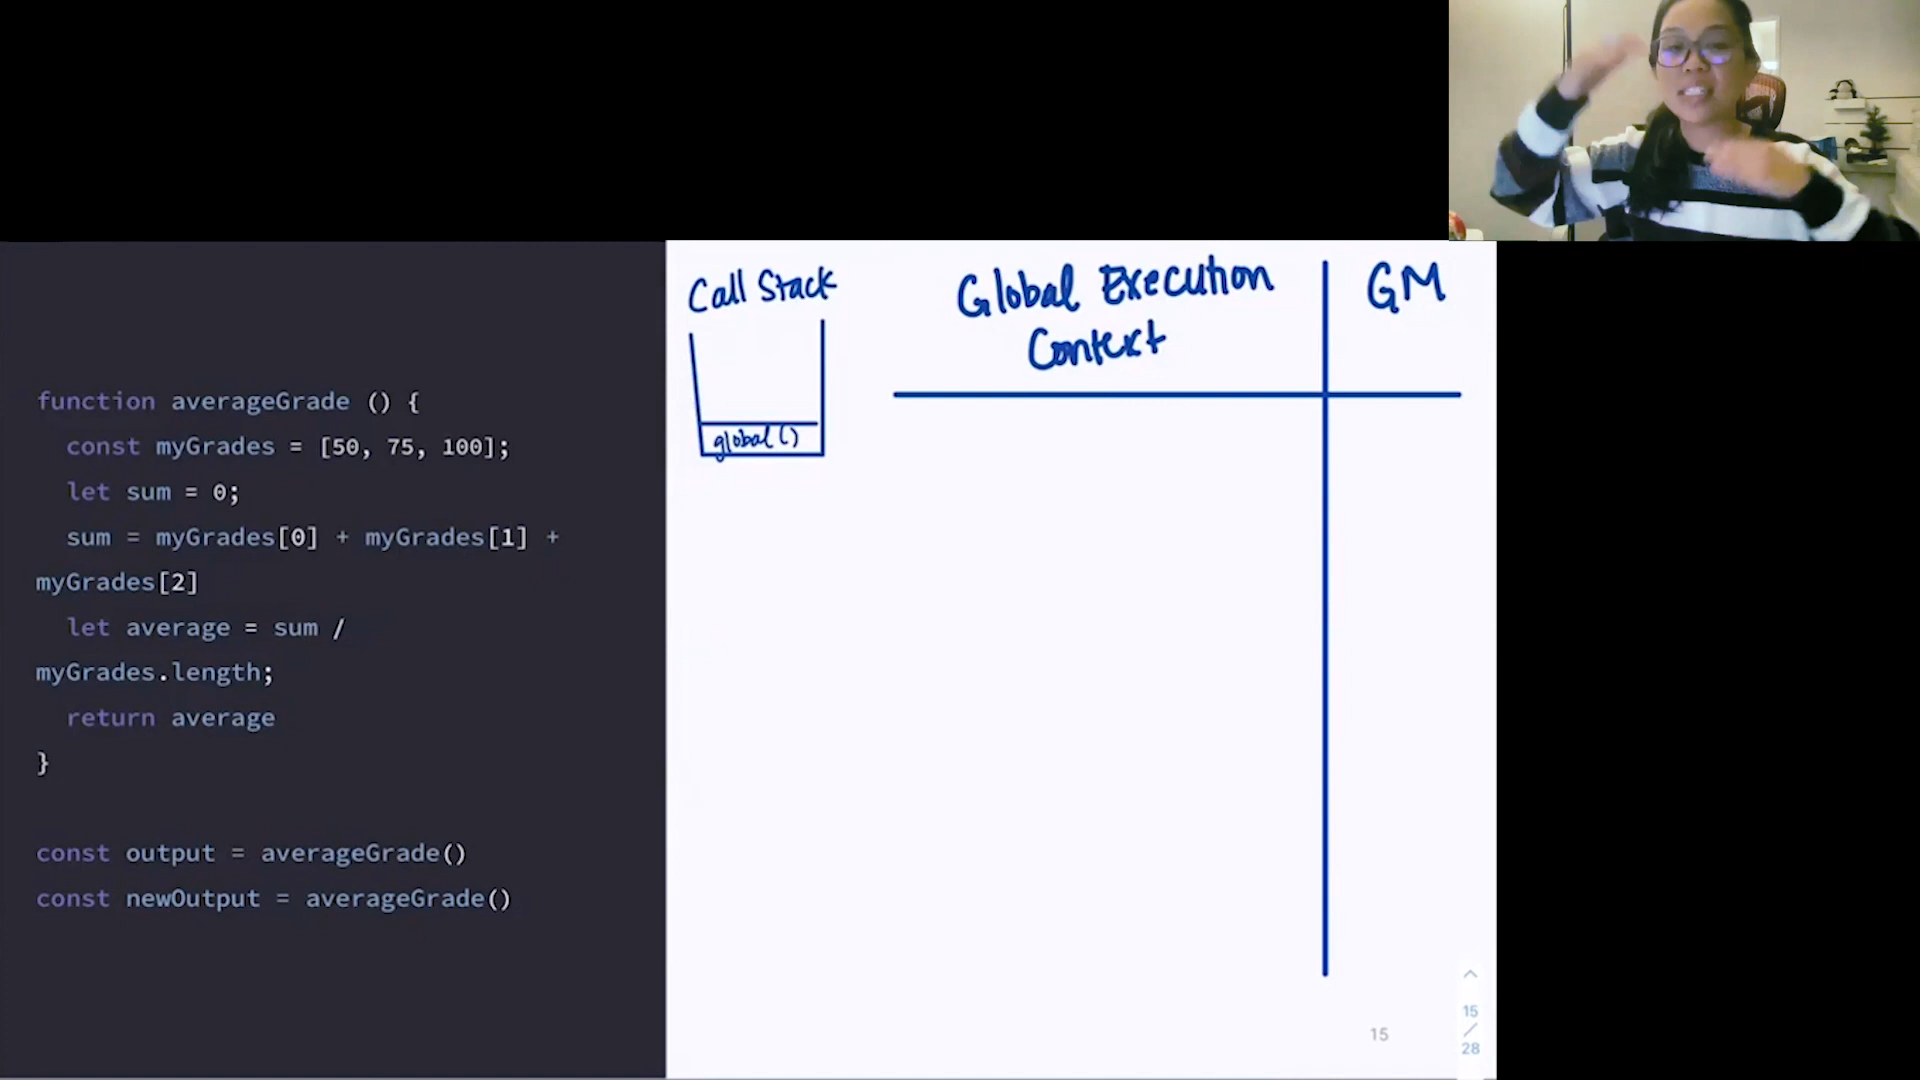 function averageGrade () {
const myGrades = [50, 75, 100];
let sum = 0;
sum = myGrades[0] + myGrades[1] +
myGrades[2]
let average = sum /
myGrades.length;
return average
}
const output = averageGrade()
const newOutput = averageGrade()
Call Stack
global()
Global Execution
Context
GM
15
15
/
28